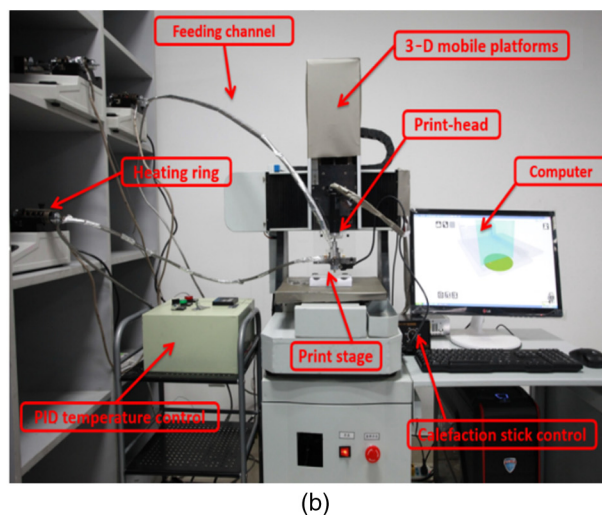 Feeding channel
3-D mobile platforms
Print-head
Heating ring
Computer
Print stage
PID temperature control
Calefaction stick control
(b)